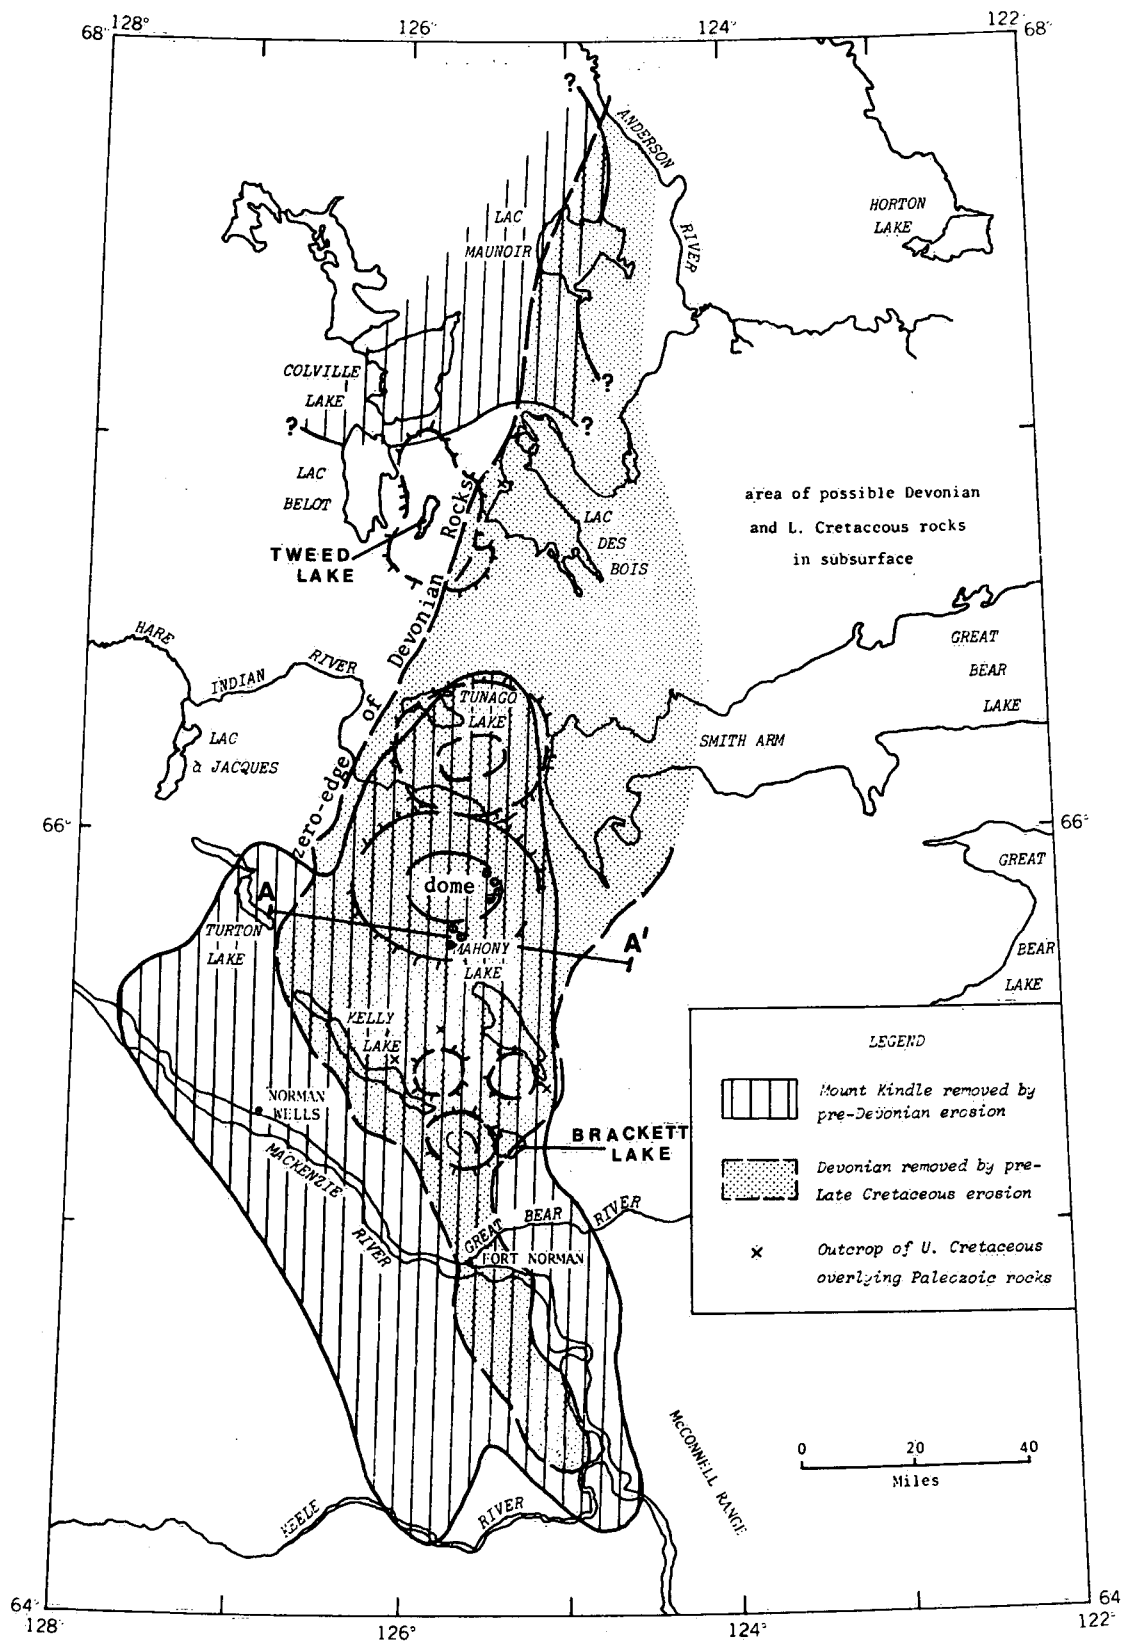 128°
126°
124°
122°
68°
68°
?
ANDERSON
RIVER
HORTON
LAKE
LAC
MAUNOIR
COLVILLE
LAKE
?
?
?
LAC
BELOT
LAC
DES
BOIS
TWEED
LAKE
area of possible Devonian
and L. Cretaceous rocks
in subsurface
zero-edge of Devonian Rocks
HARE
INDIAN
RIVER
GREAT
BEAR
LAKE
TUNAGO
LAKE
LAC
à JACQUES
SMITH ARM
66°
66°
GREAT
BEAR
LAKE
dome
A
A'
TURTON
LAKE
MAHONY
LAKE
KELLY
LAKE
NORMAN
WELLS
BRACKETT
LAKE
MACKENZIE
RIVER
GREAT
BEAR
RIVER
FORT NORMAN
LEGEND
Mount Kindle removed by
pre-Devonian erosion
Devonian removed by pre-
Late Cretaceous erosion
x Outcrop of U. Cretaceous
overlying Paleozoic rocks
McCONNELL RANGE
0 20 40
Miles
KEELE
RIVER
64°
64
128°
126°
124°
122°